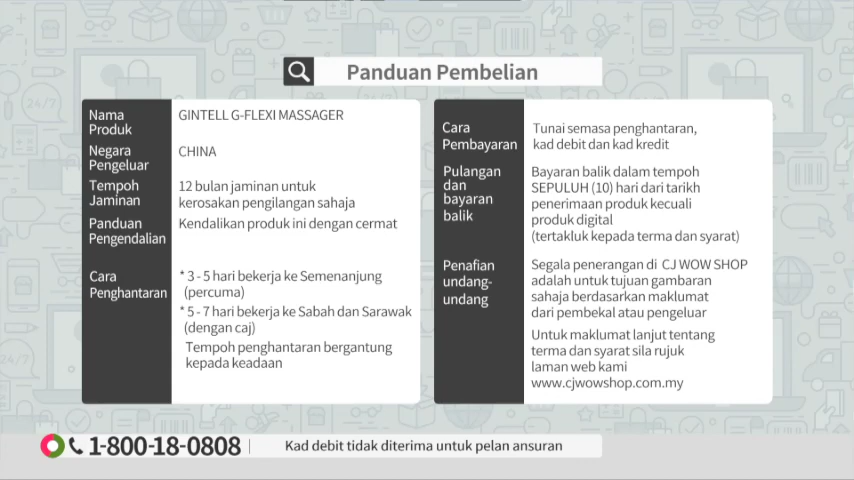 Panduan Pembelian
Nama
Produk
GINTELL G-FLEXI MASSAGER
Negara
Pengeluar
CHINA
Tempoh
Jaminan
12 bulan jaminan untuk
kerosakan pengilangan sahaja
Panduan
Pengendalian
Kendalikan produk ini dengan cermat
Cara
Penghantaran
* 3 - 5 hari bekerja ke Semenanjung
(percuma)
* 5 - 7 hari bekerja ke Sabah dan Sarawak
(dengan caj)
Tempoh penghantaran bergantung
kepada keadaan
Cara
Pembayaran
Tunai semasa penghantaran,
kad debit dan kad kredit
Pulangan
dan
bayaran
balik
Bayaran balik dalam tempoh
SEPULUH (10) hari dari tarikh
penerimaan produk kecuali
produk digital
(tertakluk kepada terma dan syarat)
Penafian
undang-
undang
Segala penerangan di CJ WOW SHOP
adalah untuk tujuan gambaran
sahaja berdasarkan maklumat
dari pembekal atau pengeluar
Untuk maklumat lanjut tentang
terma dan syarat sila rujuk
laman web kami
www.cjwowshop.com.my
1-800-18-0808
Kad debit tidak diterima untuk pelan ansuran
24/7
24/7